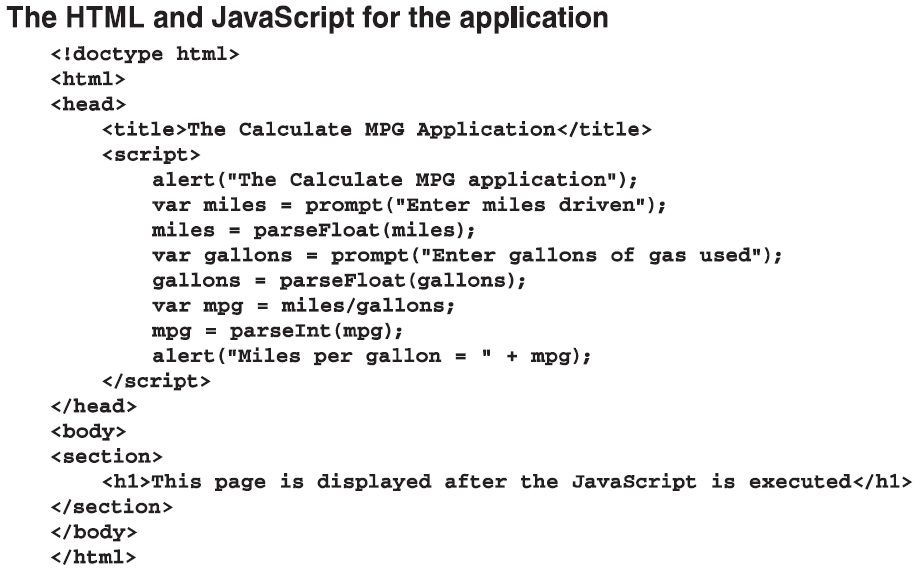 The HTML and JavaScript for the application
<!doctype html>
<html>
<head>
    <title>The Calculate MPG Application</title>
    <script>
        alert("The Calculate MPG application");
        var miles = prompt("Enter miles driven");
        miles = parseFloat(miles);
        var gallons = prompt("Enter gallons of gas used");
        gallons = parseFloat(gallons);
        var mpg = miles/gallons;
        mpg = parseInt(mpg);
        alert("Miles per gallon = " + mpg);
    </script>
</head>
<body>
<section>
    <h1>This page is displayed after the JavaScript is executed</h1>
</section>
</body>
</html>